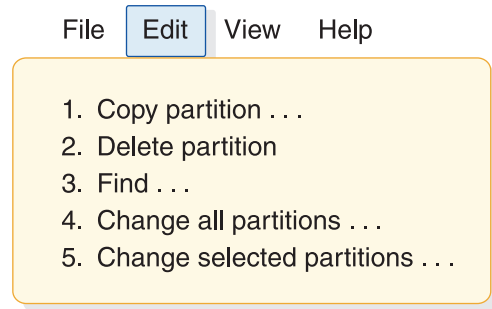 File Edit View Help
1. Copy partition . . .
2. Delete partition
3. Find . . .
4. Change all partitions . . .
5. Change selected partitions . . .